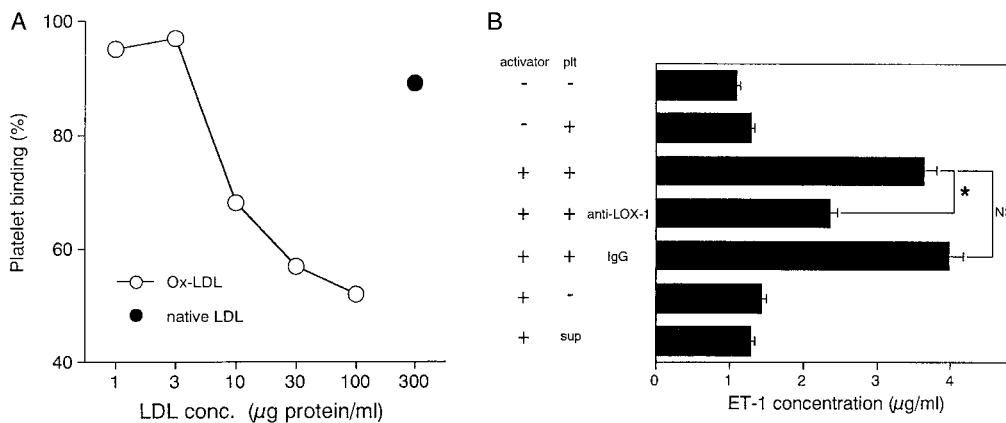 A
100
80
60
40
Platelet binding (%)
Ox-LDL
native LDL
1 3 10 30 100 300
LDL conc. (µg protein/ml)
B
activator plt
- -
- +
+ +
+ + anti-LOX-1
+ + IgG
+ -
+ sup
*
0 1 2 3 4
ET-1 concentration (µg/ml)